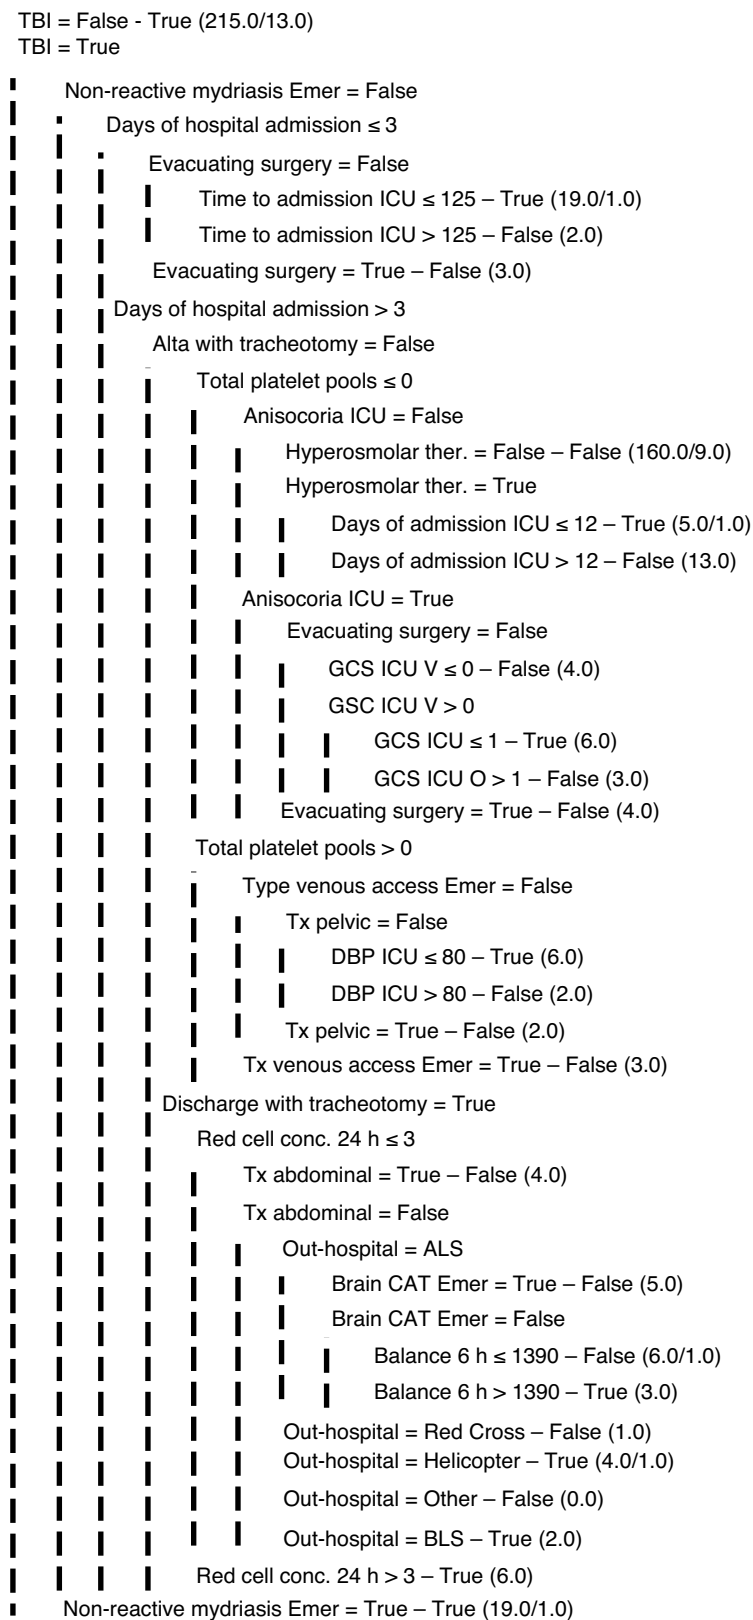 TBI = False - True (215.0/13.0)
TBI = True
Non-reactive mydriasis Emer = False
Days of hospital admission ≤ 3
Evacuating surgery = False
Time to admission ICU ≤ 125 – True (19.0/1.0)
Time to admission ICU > 125 – False (2.0)
Evacuating surgery = True – False (3.0)
Days of hospital admission > 3
Alta with tracheotomy = False
Total platelet pools ≤ 0
Anisocoria ICU = False
Hyperosmolar ther. = False – False (160.0/9.0)
Hyperosmolar ther. = True
Days of admission ICU ≤ 12 – True (5.0/1.0)
Days of admission ICU > 12 – False (13.0)
Anisocoria ICU = True
Evacuating surgery = False
GCS ICU V ≤ 0 – False (4.0)
GSC ICU V > 0
GCS ICU ≤ 1 – True (6.0)
GCS ICU O > 1 – False (3.0)
Evacuating surgery = True – False (4.0)
Total platelet pools > 0
Type venous access Emer = False
Tx pelvic = False
DBP ICU ≤ 80 – True (6.0)
DBP ICU > 80 – False (2.0)
Tx pelvic = True – False (2.0)
Tx venous access Emer = True – False (3.0)
Discharge with tracheotomy = True
Red cell conc. 24 h ≤ 3
Tx abdominal = True – False (4.0)
Tx abdominal = False
Out-hospital = ALS
Brain CAT Emer = True – False (5.0)
Brain CAT Emer = False
Balance 6 h ≤ 1390 – False (6.0/1.0)
Balance 6 h > 1390 – True (3.0)
Out-hospital = Red Cross – False (1.0)
Out-hospital = Helicopter – True (4.0/1.0)
Out-hospital = Other – False (0.0)
Out-hospital = BLS – True (2.0)
Red cell conc. 24 h > 3 – True (6.0)
Non-reactive mydriasis Emer = True – True (19.0/1.0)